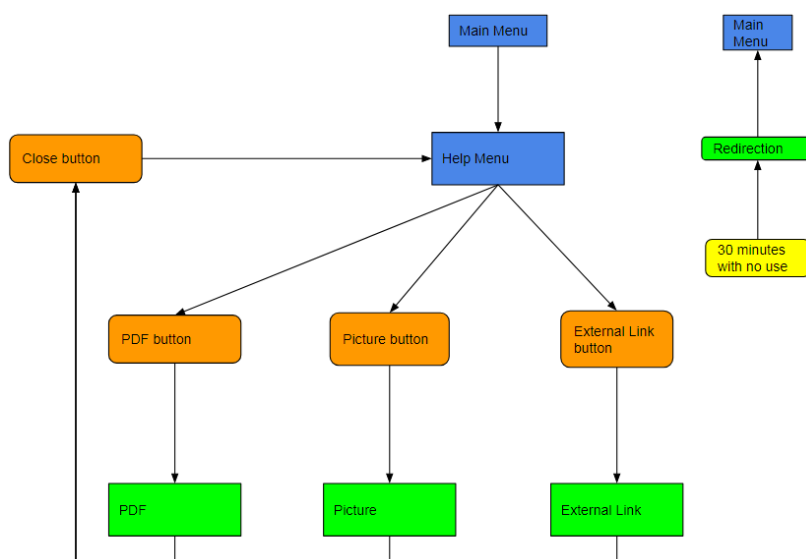 Main Menu
Main
Menu
Close button
Help Menu
Redirection
30 minutes
with no use
PDF button
Picture button
External Link
button
PDF
Picture
External Link